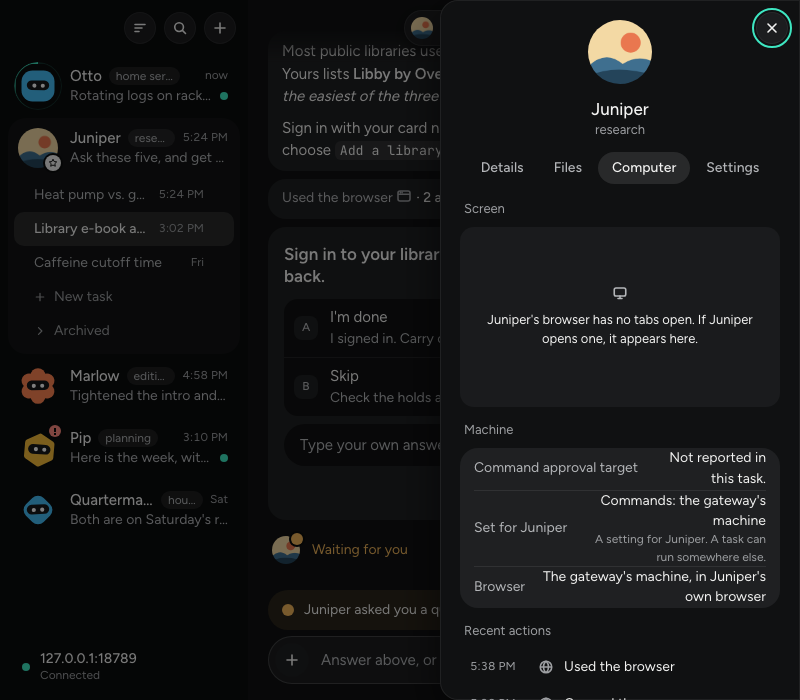 Otto home ser... now
Rotating logs on rack...
Juniper rese... 5:24 PM
Ask these five, and get ...
Heat pump vs. g... 5:24 PM
Library e-book a... 3:02 PM
Caffeine cutoff time Fri
+ New task
Archived
Marlow editi... 4:58 PM
Tightened the intro and...
Pip planning 3:10 PM
Here is the week, wit...
Quarterma... hou... Sat
Both are on Saturday's r...
127.0.0.1:18789
Connected
Most public libraries use
Yours lists Libby by Ove
the easiest of the three
Sign in with your card n
choose Add a library
Used the browser · 2 a
Sign in to your librar
back.
A I'm done
I signed in. Carry
B Skip
Check the holds a
Type your own answe
Waiting for you
Juniper asked you a q
+ Answer above, or
Juniper
research
Details Files Computer Settings
Screen
Juniper's browser has no tabs open. If Juniper
opens one, it appears here.
Machine
Command approval target Not reported in
this task.
Set for Juniper Commands: the gateway's
machine
A setting for Juniper. A task can
run somewhere else.
Browser The gateway's machine, in Juniper's
own browser
Recent actions
5:38 PM Used the browser